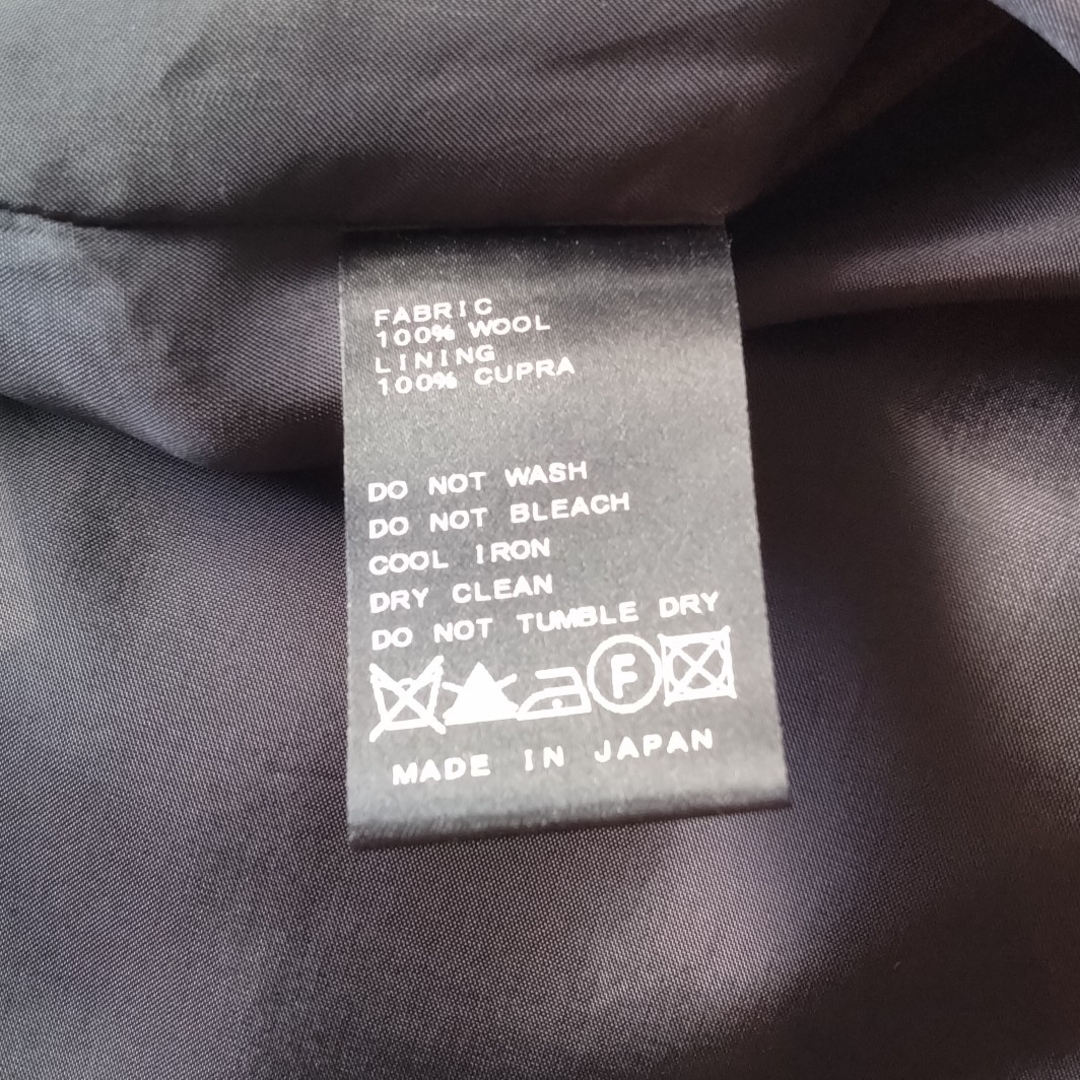 FABRIC
100% WOOL
LINING
100% CUPRA
DO NOT WASH
DO NOT BLEACH
COOL IRON
DRY CLEAN
DO NOT TUMBLE DRY
F
MADE IN JAPAN